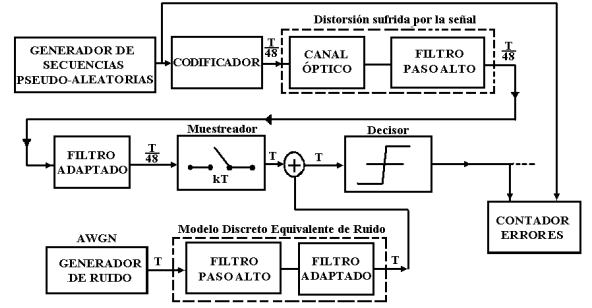 Distorsión sufrida por la señal
GENERADOR DE
SECUENCIAS
PSEUDO-ALEATORIAS
CODIFICADOR
T
48
CANAL
ÓPTICO
FILTRO
PASO ALTO
T
48
Muestreador
Decisor
FILTRO
ADAPTADO
T
48
kT
T
+
T
CONTADOR
ERRORES
Modelo Discreto Equivalente de Ruido
AWGN
GENERADOR
DE RUIDO
T
FILTRO
PASO ALTO
FILTRO
ADAPTADO
T